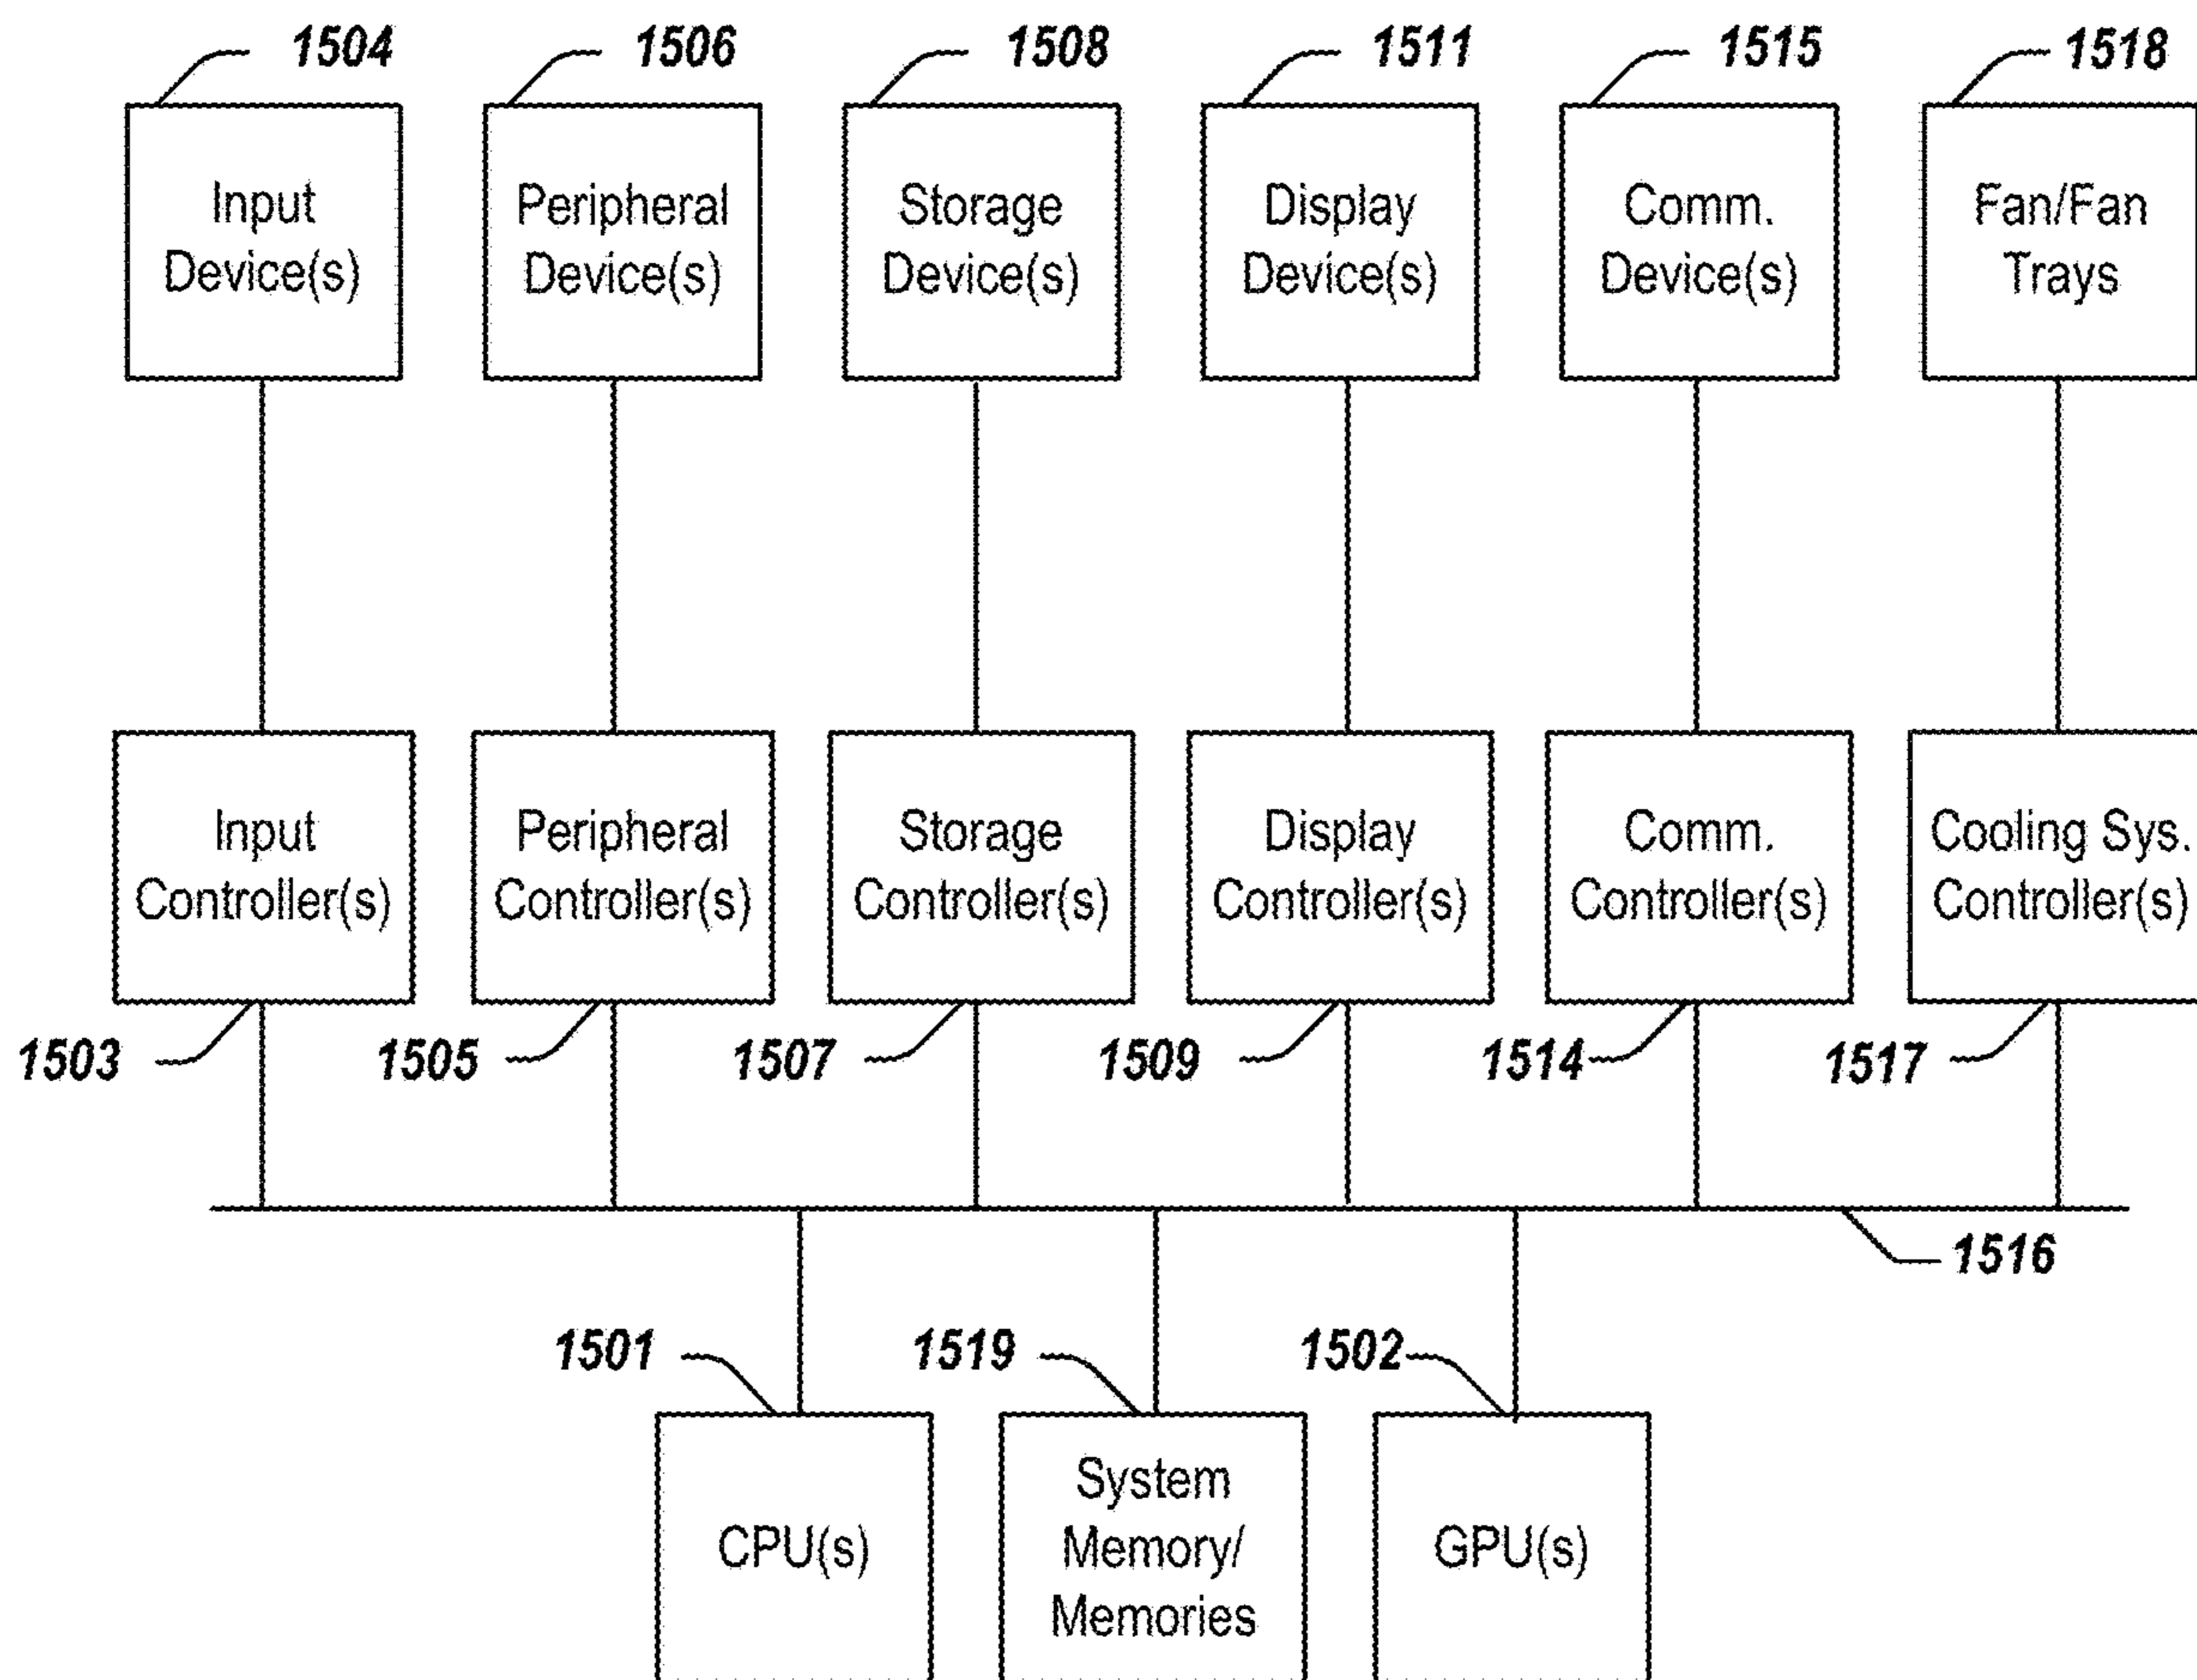 1504 1506 1508 1511 1515 1518
Input Peripheral Storage Display Comm. Fan/Fan
Device(s) Device(s) Device(s) Device(s) Device(s) Trays
Input Peripheral Storage Display Comm. Cooling Sys.
Controller(s) Controller(s) Controller(s) Controller(s) Controller(s) Controller(s)
1503 1505 1507 1509 1514 1517
1516
1501 1519 1502
System
CPU(s) Memory/ GPU(s)
Memories